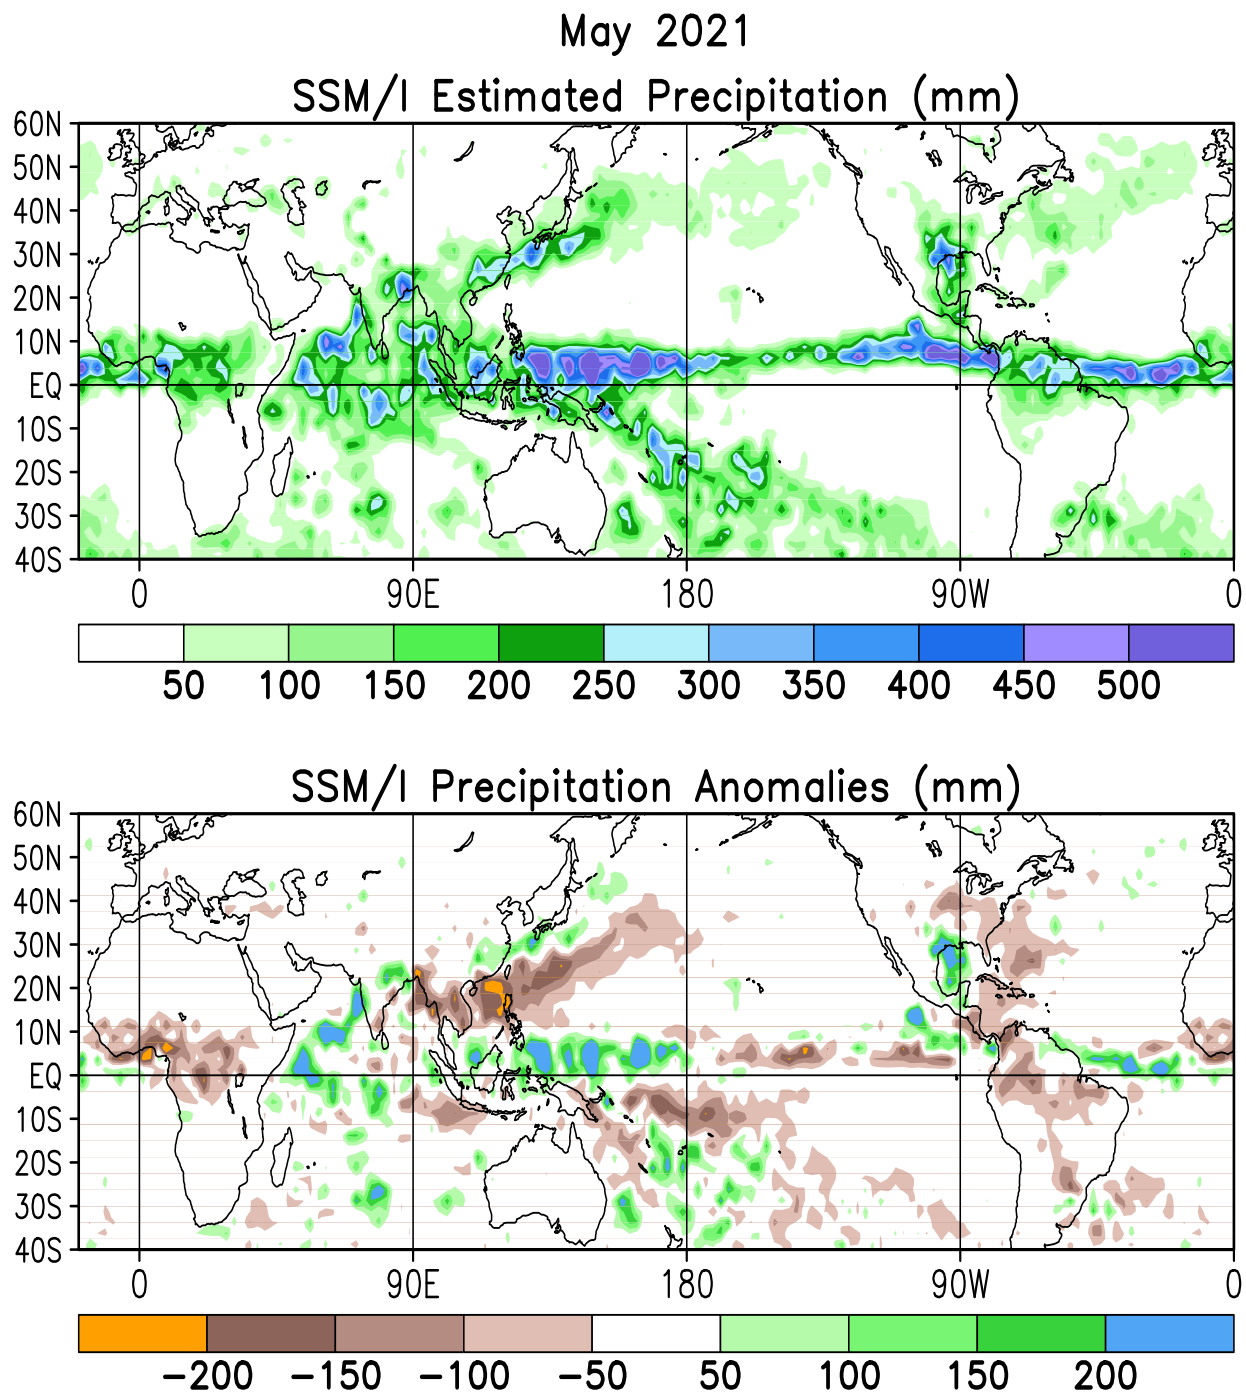 May 2021
SSM/I Estimated Precipitation (mm)
60N
50N
40N
30N
20N
10N
EQ
10S
20S
30S
40S
0 90E 180 90W 0
50 100 150 200 250 300 350 400 450 500
SSM/I Precipitation Anomalies (mm)
60N
50N
40N
30N
20N
10N
EQ
10S
20S
30S
40S
0 90E 180 90W 0
-200 -150 -100 -50 50 100 150 200